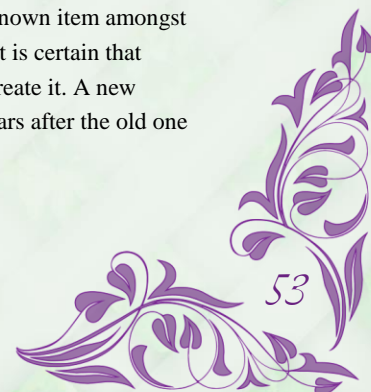 nown item amongst
t is certain that
reate it. A new
ars after the old one
53